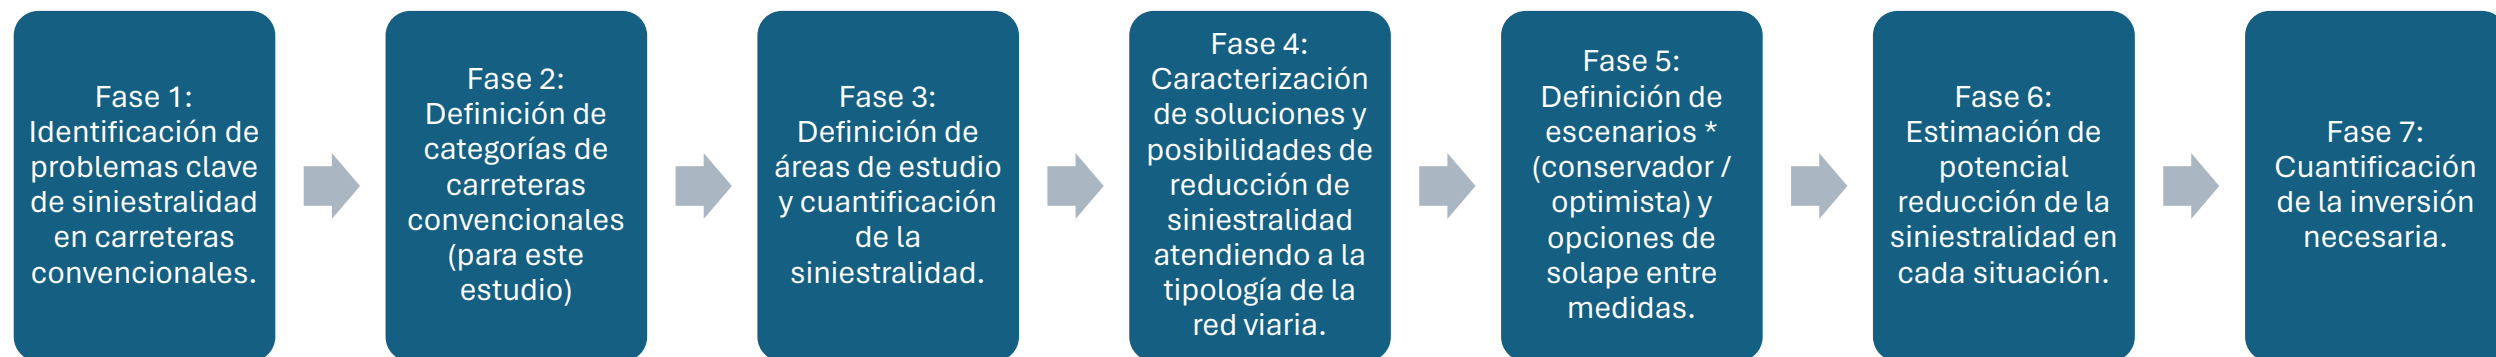 Fase 1:
Identificación de
problemas clave
de siniestralidad
en carreteras
convencionales.
Fase 2:
Definición de
categorías de
carreteras
convencionales
(para este
estudio)
Fase 3:
Definición de
áreas de estudio
y cuantificación
de la
siniestralidad.
Fase 4:
Caracterización
de soluciones y
posibilidades de
reducción de
siniestralidad
atendiendo a la
tipología de la
red viaria.
Fase 5:
Definición de
escenarios *
(conservador /
optimista) y
opciones de
solape entre
medidas.
Fase 6:
Estimación de
potencial
reducción de la
siniestralidad en
cada situación.
Fase 7:
Cuantificación
de la inversión
necesaria.